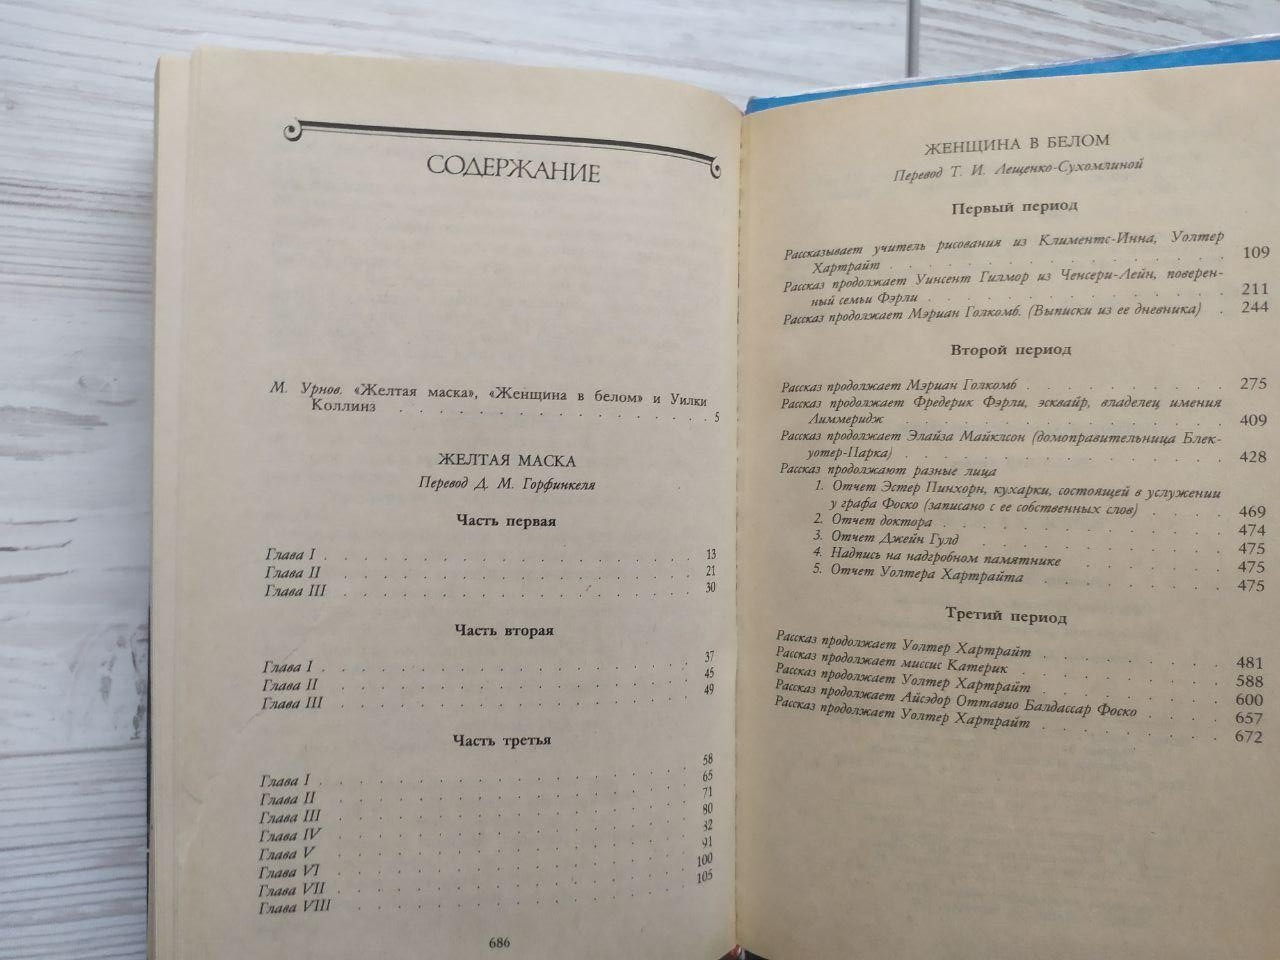 СОДЕРЖАНИЕ
М. Урнов. «Желтая маска», «Женщина в белом» и Уилки
Коллинз . . . . . . . . . . . . . . . . 5
ЖЕЛТАЯ МАСКА
Перевод Д. М. Горфинкеля
Часть первая
Глава I . . . . . . . . . . . . . . . . 13
Глава II . . . . . . . . . . . . . . . . 21
Глава III . . . . . . . . . . . . . . . . 30
Часть вторая
Глава I . . . . . . . . . . . . . . . . 37
Глава II . . . . . . . . . . . . . . . . 45
Глава III . . . . . . . . . . . . . . . . 49
Часть третья
Глава I . . . . . . . . . . . . . . . . 58
Глава II . . . . . . . . . . . . . . . . 65
Глава III . . . . . . . . . . . . . . . . 71
Глава IV . . . . . . . . . . . . . . . . 80
Глава V . . . . . . . . . . . . . . . . 82
Глава VI . . . . . . . . . . . . . . . . 91
Глава VII . . . . . . . . . . . . . . . . 100
Глава VIII . . . . . . . . . . . . . . . . 105
686
ЖЕНЩИНА В БЕЛОМ
Перевод Т. И. Лещенко-Сухомлиной
Первый период
Рассказывает учитель рисования из Климентс-Инна, Уолтер
Хартрайт . . . . . . . . . . . . . . . . 109
Рассказ продолжает Уинсент Гилмор из Ченсери-Лейн, поверен-
ный семьи Фэрли . . . . . . . . . . . . . . 211
Рассказ продолжает Мэриан Голкомб. (Выписки из ее дневника) . 244
Второй период
Рассказ продолжает Мэриан Голкомб . . . . . . . . . . 275
Рассказ продолжает Фредерик Фэрли, эсквайр, владелец имения
Лиммеридж . . . . . . . . . . . . . . . . 409
Рассказ продолжает Элайза Майклсон (домоправительница Блек-
уотер-Парка) . . . . . . . . . . . . . . . . 428
Рассказ продолжают разные лица
1. Отчет Эстер Пинхорн, кухарки, состоящей в услужении
у графа Фоско (записано с ее собственных слов) . . . . 469
2. Отчет доктора . . . . . . . . . . . . . . 474
3. Отчет Джейн Гулд . . . . . . . . . . . . 475
4. Надпись на надгробном памятнике . . . . . . . 475
5. Отчет Уолтера Хартрайта . . . . . . . . . . 475
Третий период
Рассказ продолжает Уолтер Хартрайт . . . . . . . . . 481
Рассказ продолжает миссис Катерик . . . . . . . . . . 588
Рассказ продолжает Уолтер Хартрайт . . . . . . . . . 600
Рассказ продолжает Айсэдор Оттавио Балдассар Фоско . . . . 657
Рассказ продолжает Уолтер Хартрайт . . . . . . . . . 672